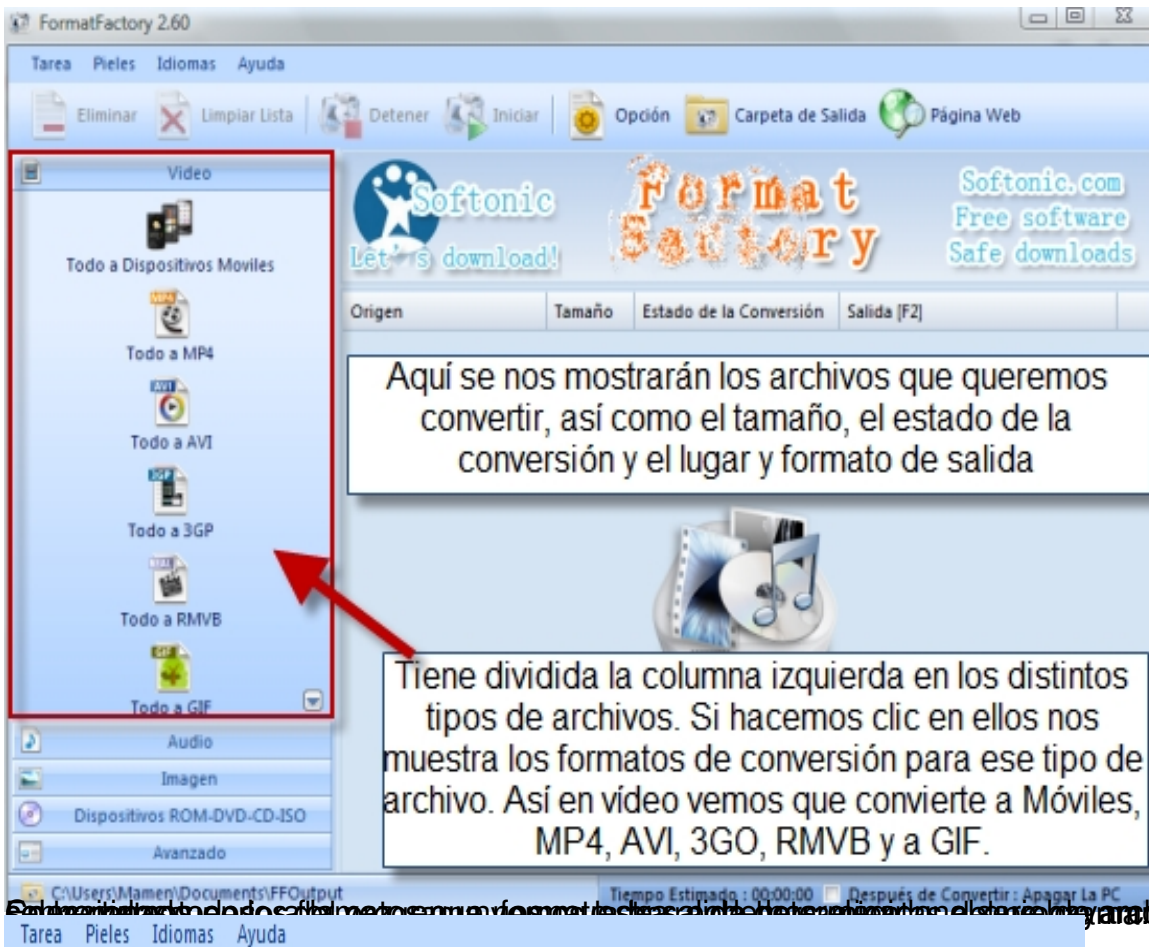 FormatFactory 2.60
Tarea Pieles Idiomas Ayuda
Eliminar Limpiar Lista Detener Iniciar Opción Carpeta de Salida Página Web
Video
Todo a Dispositivos Moviles
MP4
Todo a MP4
AVI
Todo a AVI
3GP
Todo a 3GP
Todo a RMVB
GIF
Todo a GIF
Audio
Imagen
Dispositivos ROM-DVD-CD-ISO
Avanzado
Softonic
Let's download!
Format
Factory
Softonic.com
Free software
Safe downloads
Origen Tamaño Estado de la Conversión Salida [F2]
Aquí se nos mostrarán los archivos que queremos
convertir, así como el tamaño, el estado de la
conversión y el lugar y formato de salida
Tiene dividida la columna izquierda en los distintos
tipos de archivos. Si hacemos clic en ellos nos
muestra los formatos de conversión para ese tipo de
archivo. Así en vídeo vemos que convierte a Móviles,
MP4, AVI, 3GO, RMVB y a GIF.
C:\Users\Mamen\Documents\FFOutput Tiempo Estimado : 00:00:00 Después de Convertir : Apagar La PC
Tarea Pieles Idiomas Ayuda